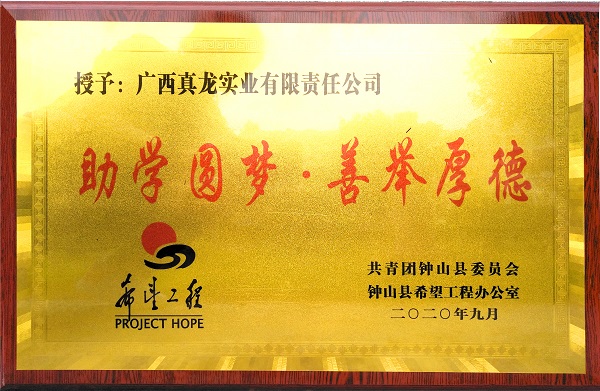 授予：广西真龙实业有限责任公司
助学圆梦·善举厚德
希望工程
PROJECT HOPE
共青团钟山县委员会
钟山县希望工程办公室
二〇二〇年九月